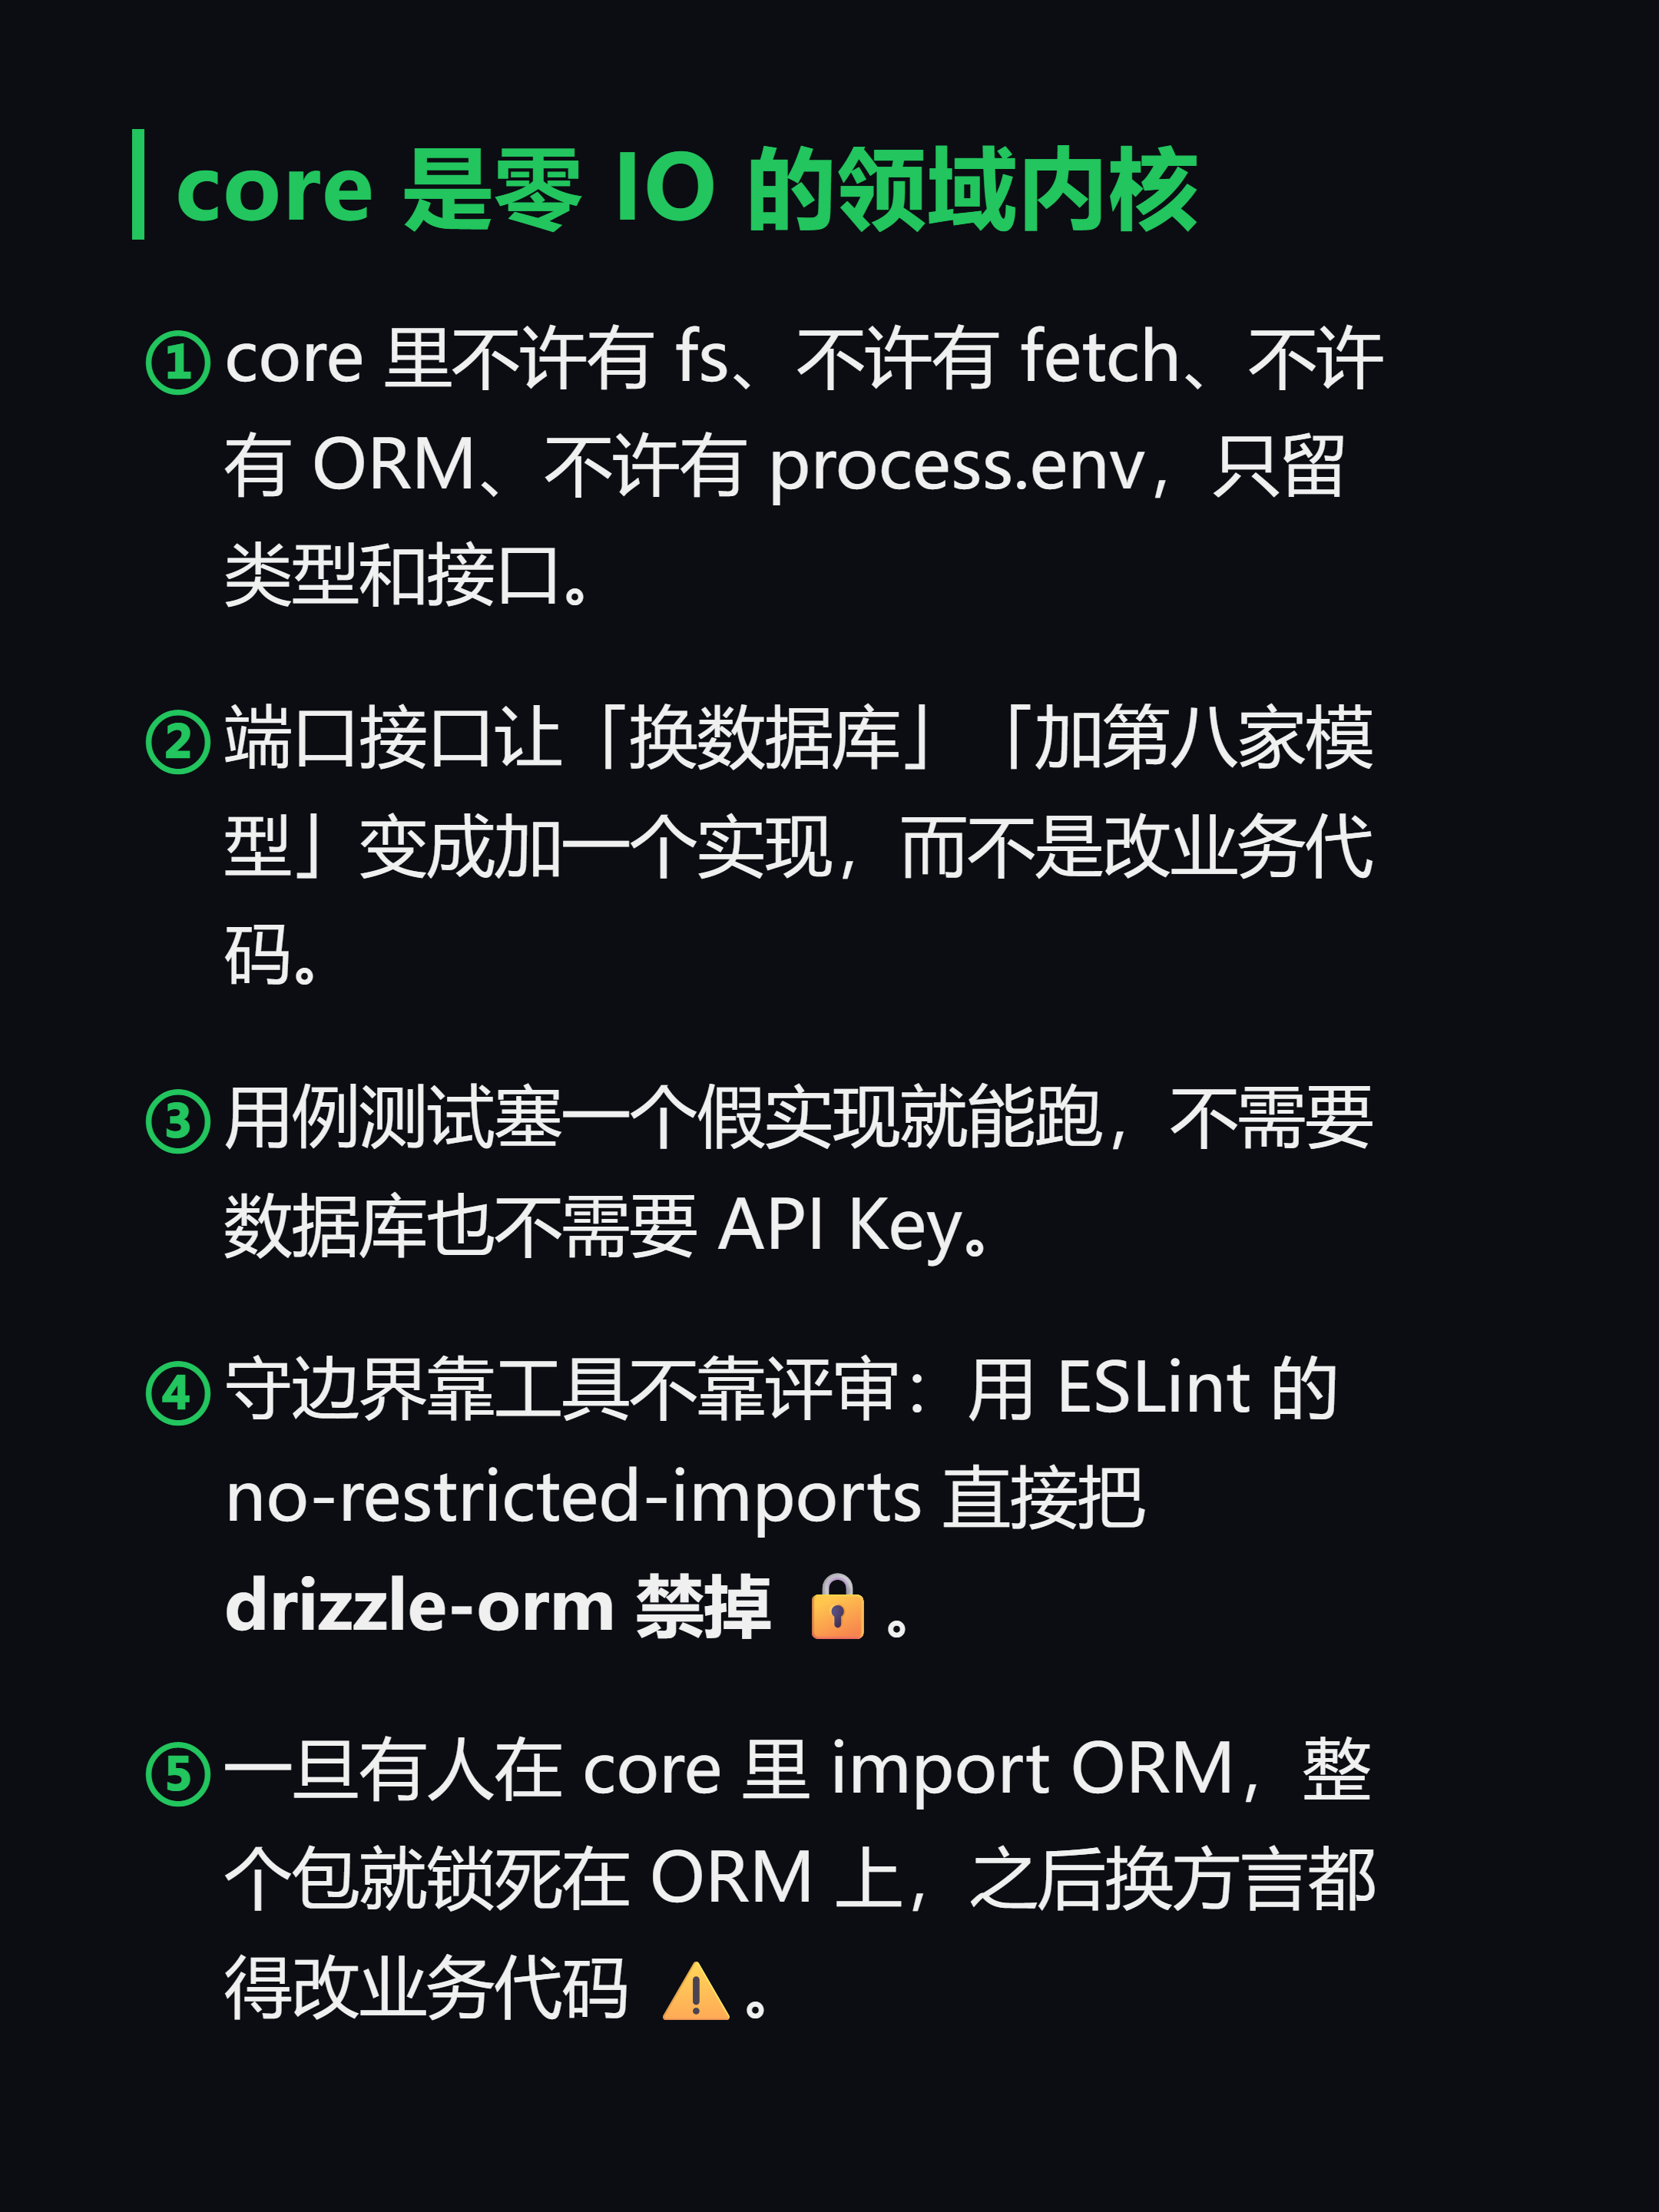 core 是零 IO 的领域内核
① core 里不许有 fs、不许有 fetch、不许
有 ORM、不许有 process.env，只留
类型和接口。
② 端口接口让「换数据库」「加第八家模
型」变成加一个实现，而不是改业务代
码。
③ 用例测试塞一个假实现就能跑，不需要
数据库也不需要 API Key。
④ 守边界靠工具不靠评审：用 ESLint 的
no-restricted-imports 直接把
drizzle-orm 禁掉 🔒。
⑤ 一旦有人在 core 里 import ORM，整
个包就锁死在 ORM 上，之后换方言都
得改业务代码 ⚠️。